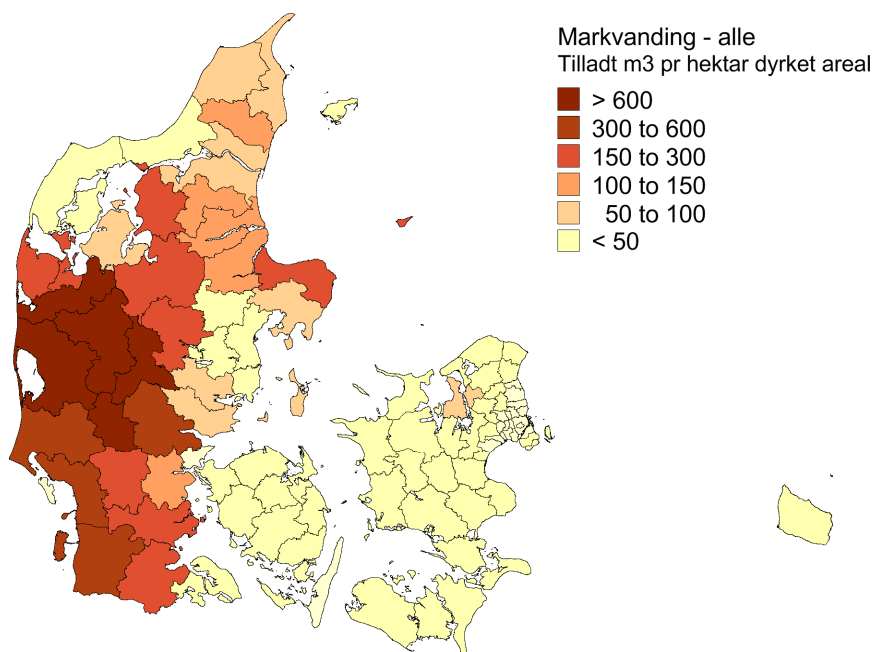 Markvanding - alle
Tilladt m3 pr hektar dyrket areal
> 600
300 to 600
150 to 300
100 to 150
50 to 100
< 50